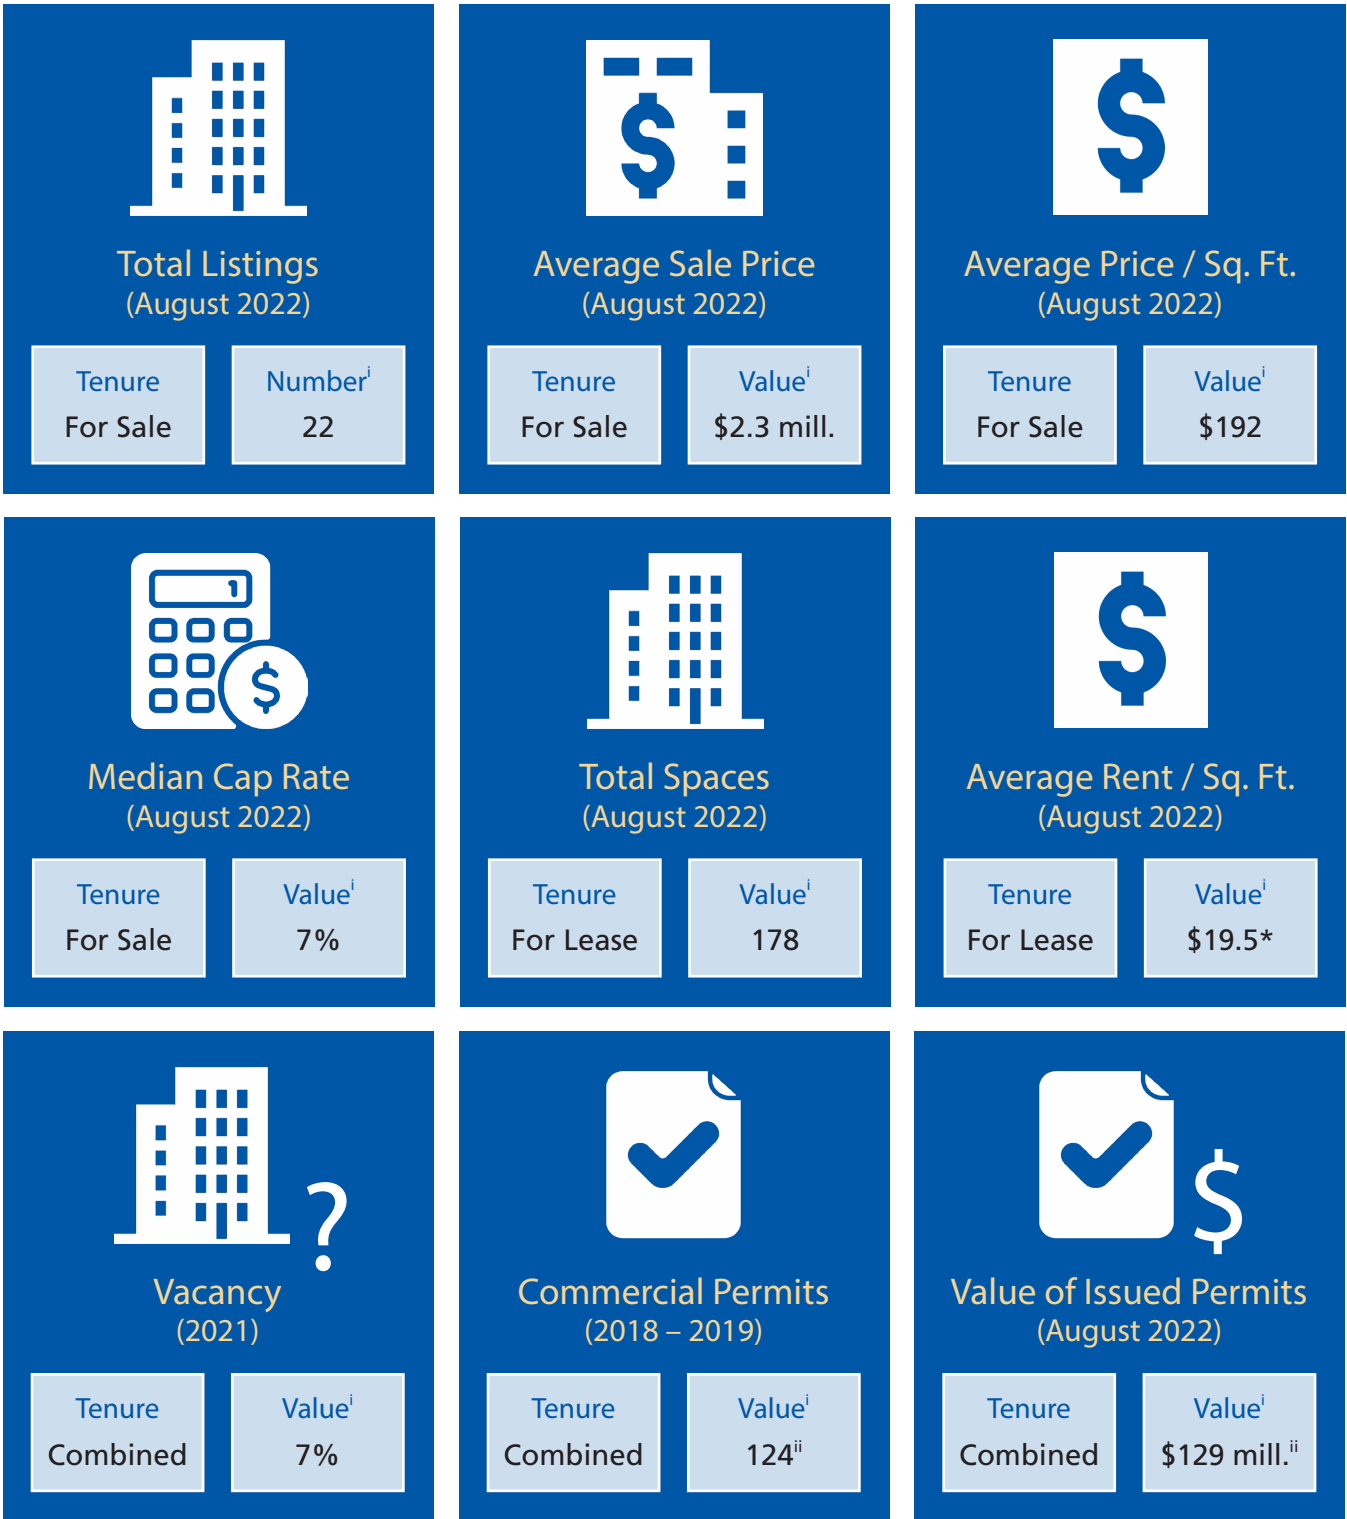 Total Listings
(August 2022)
Tenure
For Sale
Numberⁱ
22
Average Sale Price
(August 2022)
Tenure
For Sale
Valueⁱ
$2.3 mill.
$
Average Price / Sq. Ft.
(August 2022)
Tenure
For Sale
Valueⁱ
$192
1
$
Median Cap Rate
(August 2022)
Tenure
For Sale
Valueⁱ
7%
Total Spaces
(August 2022)
Tenure
For Lease
Valueⁱ
178
$
Average Rent / Sq. Ft.
(August 2022)
Tenure
For Lease
Valueⁱ
$19.5*
?
Vacancy
(2021)
Tenure
Combined
Valueⁱ
7%
Commercial Permits
(2018 – 2019)
Tenure
Combined
Valueⁱ
124ⁱⁱ
$
Value of Issued Permits
(August 2022)
Tenure
Combined
Valueⁱ
$129 mill.ⁱⁱ